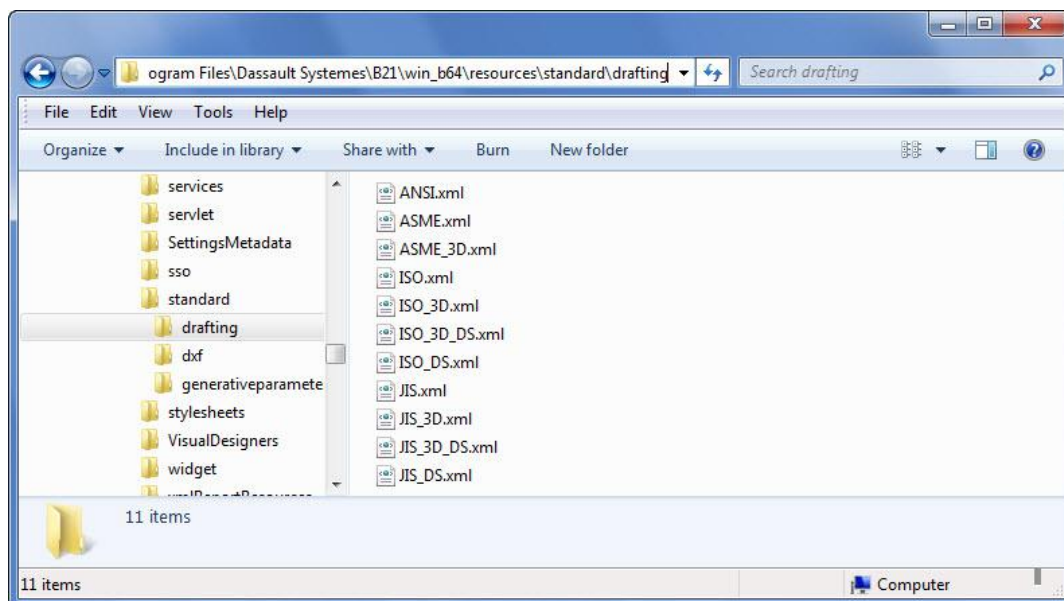 ogram Files\Dassault Systemes\B21\win_b64\resources\standard\drafting
Search drafting
File Edit View Tools Help
Organize Include in library Share with Burn New folder
services
servlet
SettingsMetadata
sso
standard
drafting
dxf
generativeparamete
stylesheets
VisualDesigners
widget
ANSI.xml
ASME.xml
ASME_3D.xml
ISO.xml
ISO_3D.xml
ISO_3D_DS.xml
ISO_DS.xml
JIS.xml
JIS_3D.xml
JIS_3D_DS.xml
JIS_DS.xml
11 items
11 items Computer